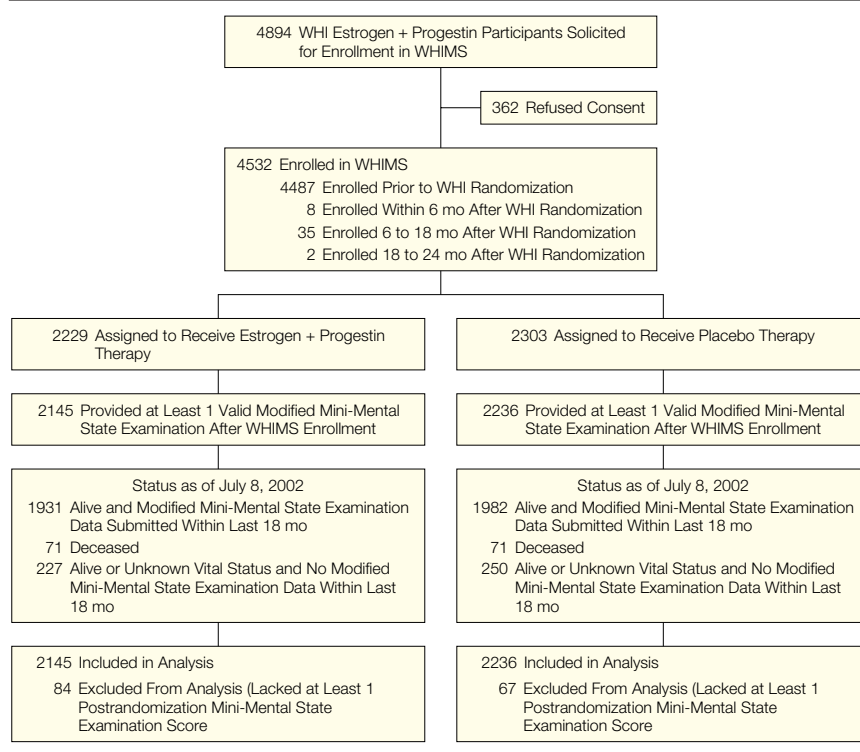 4894 WHI Estrogen + Progestin Participants Solicited
for Enrollment in WHIMS
362 Refused Consent
4532 Enrolled in WHIMS
4487 Enrolled Prior to WHI Randomization
8 Enrolled Within 6 mo After WHI Randomization
35 Enrolled 6 to 18 mo After WHI Randomization
2 Enrolled 18 to 24 mo After WHI Randomization
2229 Assigned to Receive Estrogen + Progestin
Therapy
2145 Provided at Least 1 Valid Modified Mini-Mental
State Examination After WHIMS Enrollment
Status as of July 8, 2002
1931 Alive and Modified Mini-Mental State Examination
Data Submitted Within Last 18 mo
71 Deceased
227 Alive or Unknown Vital Status and No Modified
Mini-Mental State Examination Data Within Last
18 mo
2145 Included in Analysis
84 Excluded From Analysis (Lacked at Least 1
Postrandomization Mini-Mental State
Examination Score
2303 Assigned to Receive Placebo Therapy
2236 Provided at Least 1 Valid Modified Mini-Mental
State Examination After WHIMS Enrollment
Status as of July 8, 2002
1982 Alive and Modified Mini-Mental State Examination
Data Submitted Within Last 18 mo
71 Deceased
250 Alive or Unknown Vital Status and No Modified
Mini-Mental State Examination Data Within Last
18 mo
2236 Included in Analysis
67 Excluded From Analysis (Lacked at Least 1
Postrandomization Mini-Mental State
Examination Score